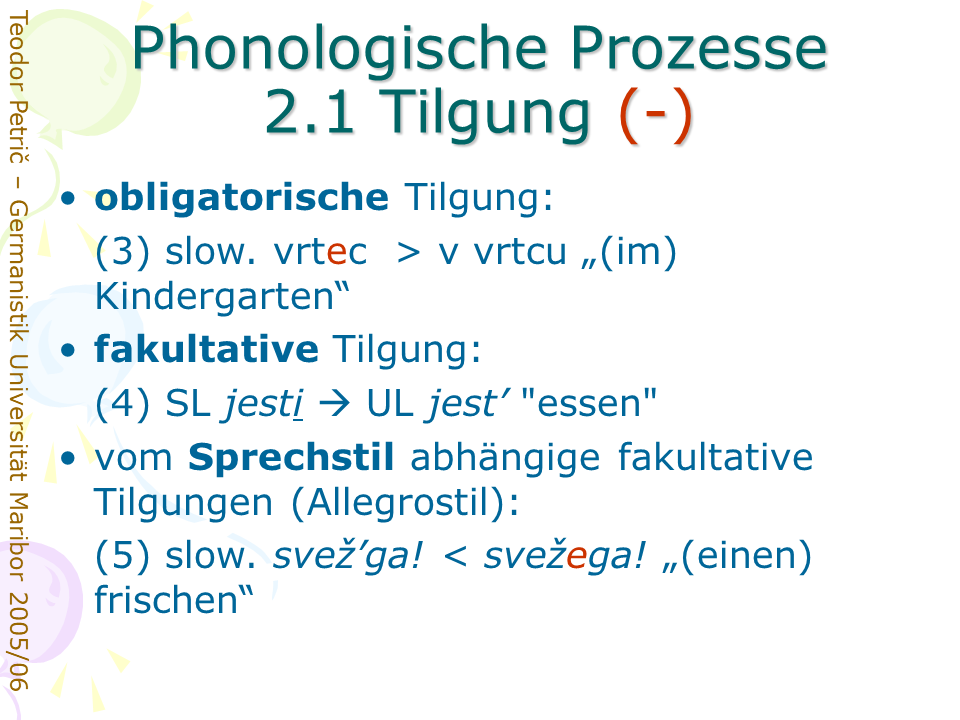 Phonologische Prozesse
2.1 Tilgung (-)
• obligatorische Tilgung:
(3) slow. vrtec > v vrtcu „(im)
Kindergarten“
• fakultative Tilgung:
(4) SL jesti → UL jest’ "essen"
• vom Sprechstil abhängige fakultative
Tilgungen (Allegrostil):
(5) slow. svež’ga! < svežega! „(einen)
frischen“
Teodor Petrič – Germanistik Universität Maribor 2005/06